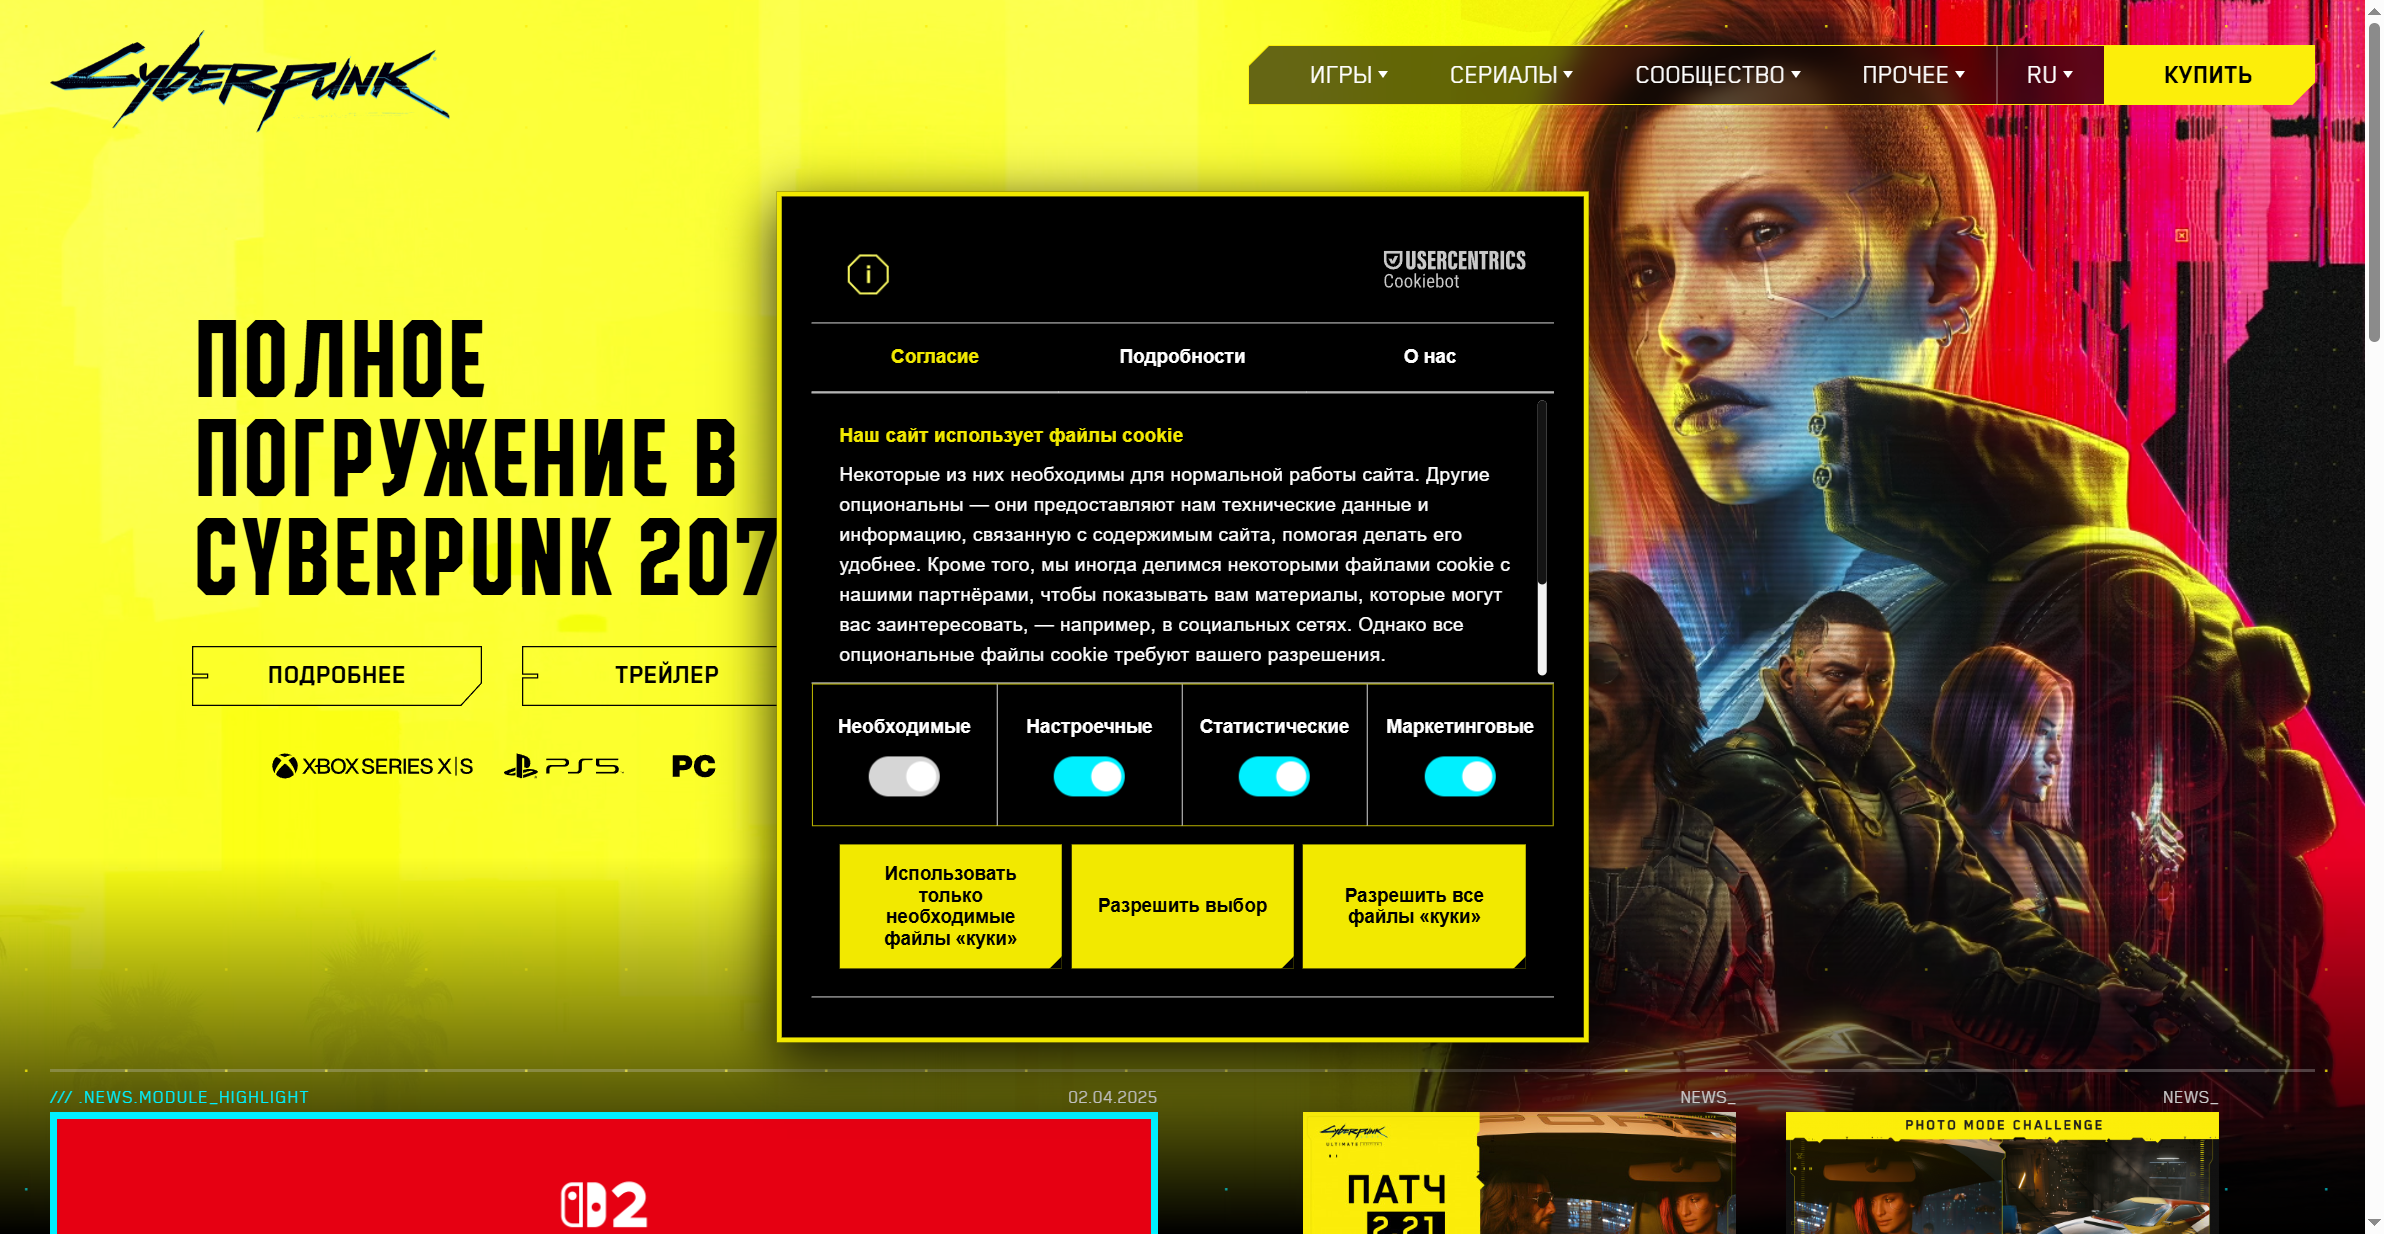 CYBERPUNK
ИГРЫ
СЕРИАЛЫ
СООБЩЕСТВО
ПРОЧЕЕ
RU
КУПИТЬ
ПОЛНОЕ
ПОГРУЖЕНИЕ В
CYBERPUNK 207
ПОДРОБНЕЕ
ТРЕЙЛЕР
XBOX SERIES X|S
PS5
PC
USERCENTRICS
Cookiebot
Согласие
Подробности
О нас
Наш сайт использует файлы cookie
Некоторые из них необходимы для нормальной работы сайта. Другие
опциональны — они предоставляют нам технические данные и
информацию, связанную с содержимым сайта, помогая делать его
удобнее. Кроме того, мы иногда делимся некоторыми файлами cookie с
нашими партнёрами, чтобы показывать вам материалы, которые могут
вас заинтересовать, — например, в социальных сетях. Однако все
опциональные файлы cookie требуют вашего разрешения.
Необходимые
Настроечные
Статистические
Маркетинговые
Использовать
только
необходимые
файлы «куки»
Разрешить выбор
Разрешить все
файлы «куки»
/// .NEWS.MODULE_HIGHLIGHT
02.04.2025
NEWS_
NEWS_
2
CYBERPUNK
ПАТЧ
2.21
PHOTO MODE CHALLENGE